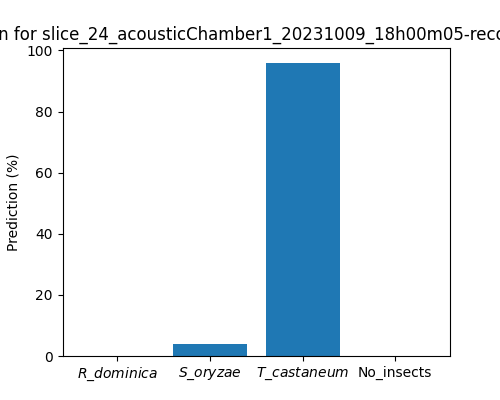 n for slice_24_acousticChamber1_20231009_18h00m05-reco
100
80
60
40
20
0
Prediction (%)
R_dominica S_oryzae T_castaneum No_insects